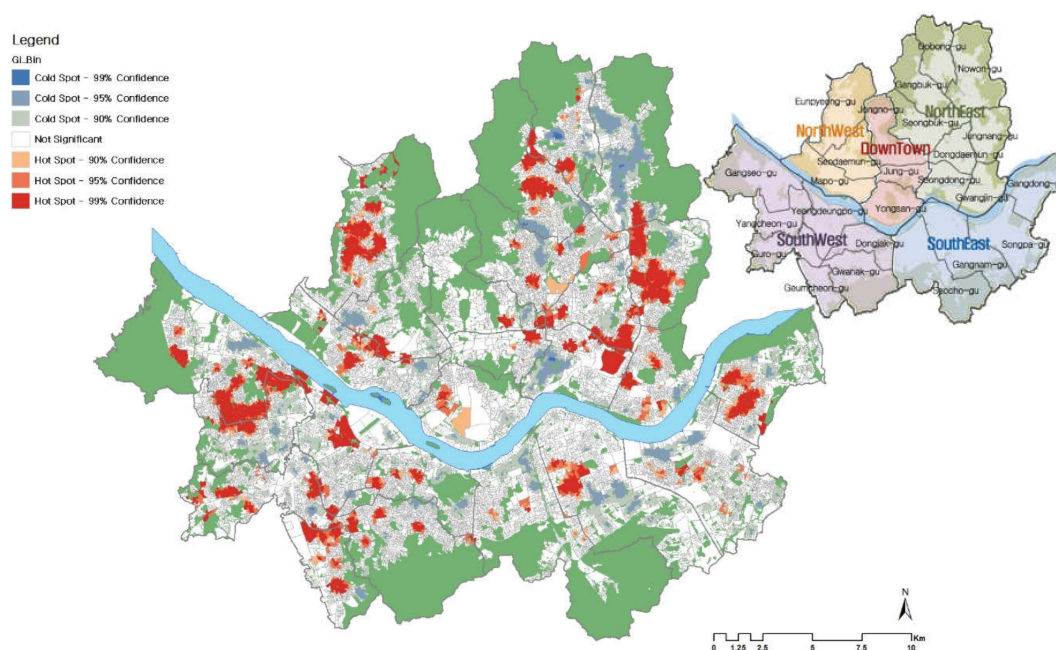 Legend
Gi_Bin
Cold Spot - 99% Confidence
Cold Spot - 95% Confidence
Cold Spot - 90% Confidence
Not Significant
Hot Spot - 90% Confidence
Hot Spot - 95% Confidence
Hot Spot - 99% Confidence
Dobong-gu
Nowon-gu
Gangbuk-gu
Eunpyeong-gu
Jongno-gu
NorthEast
Seongbuk-gu
NorthWest
Jungnang-gu
DownTown
Seodaemun-gu
Dongdaemun-gu
Jung-gu
Gangseo-gu
Mapo-gu
Seongdong-gu
Gangdong-
Gwangjin-gu
Yongsan-gu
Yeongdeungpo-gu
Yangcheon-gu
SouthWest
Dongjak-gu
SouthEast
Songpa-gu
Guro-gu
Gangnam-gu
Gwanak-gu
Geumcheon-gu
Seocho-gu
N
Km
0 1.25 2.5 5 7.5 10